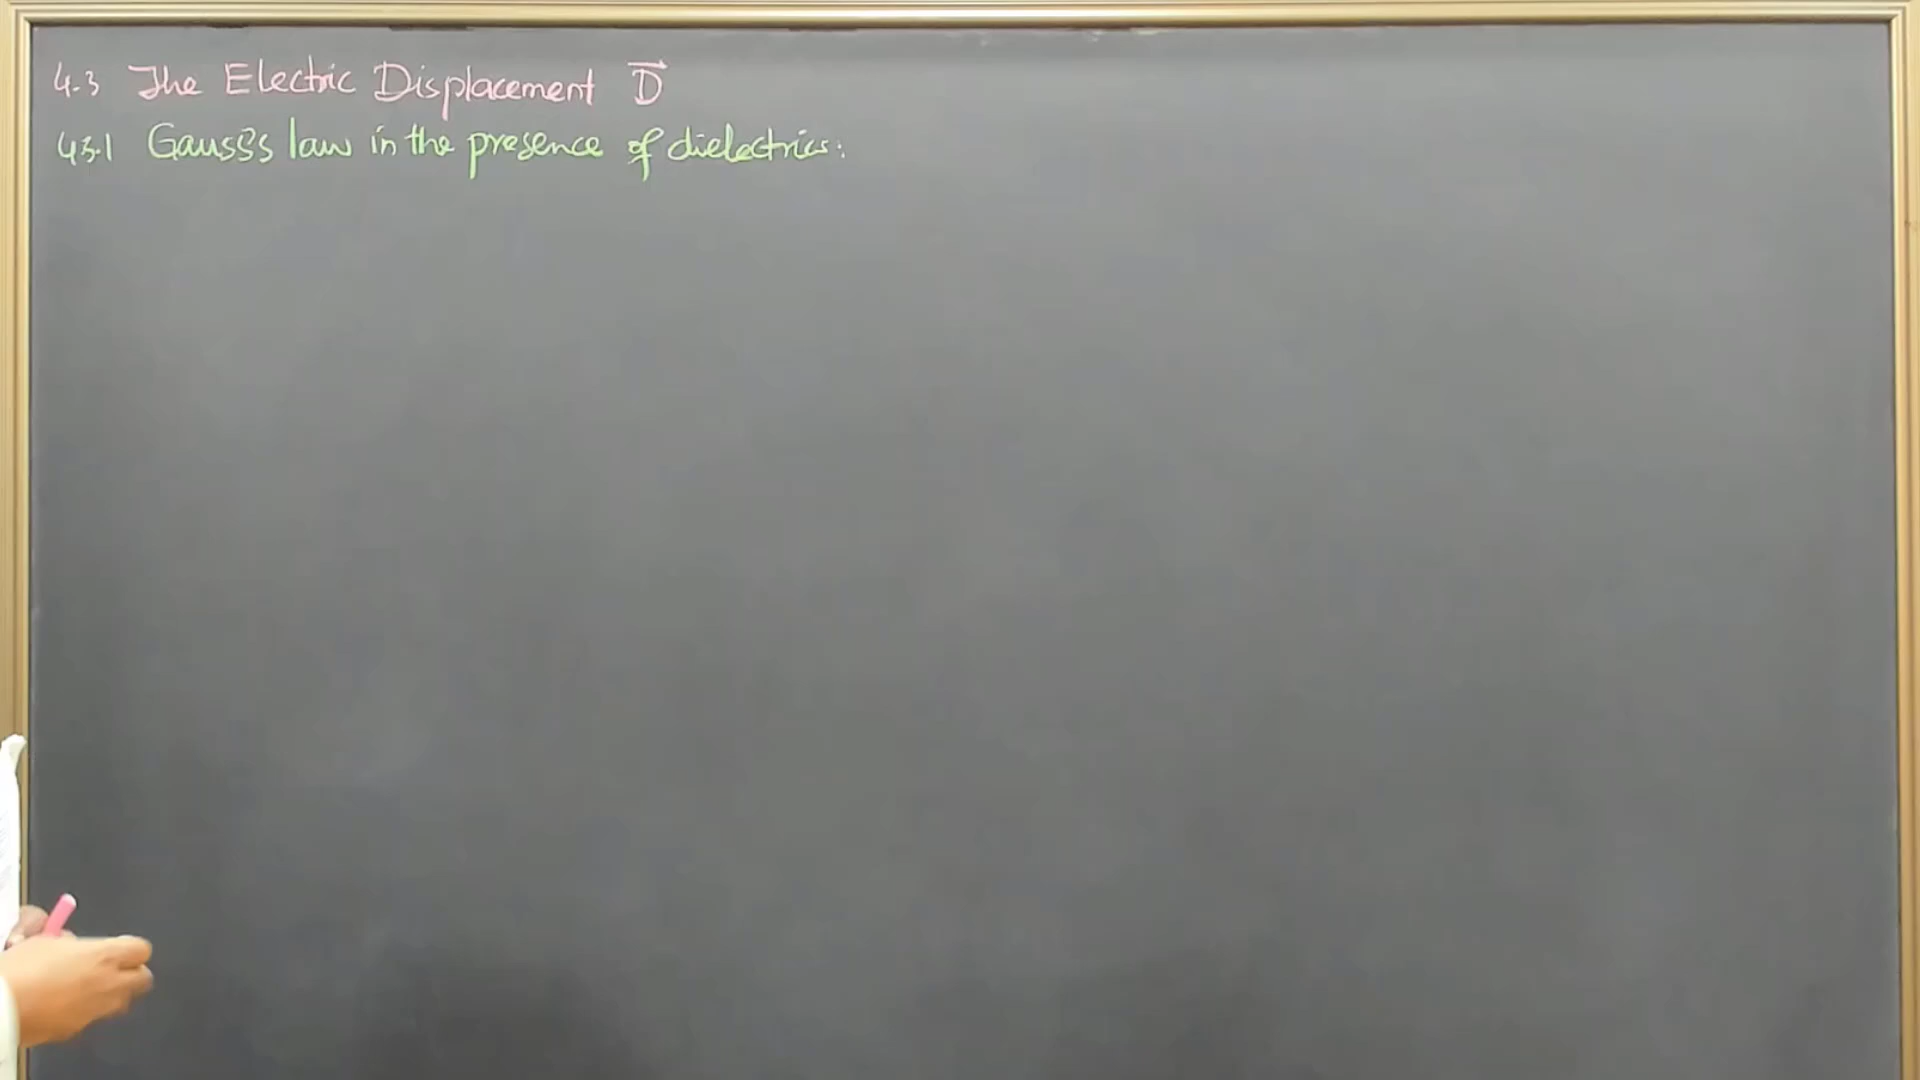 4.3 The Electric Displacement D⃗
4.3.1 Gauss's law in the presence of dielectrics: